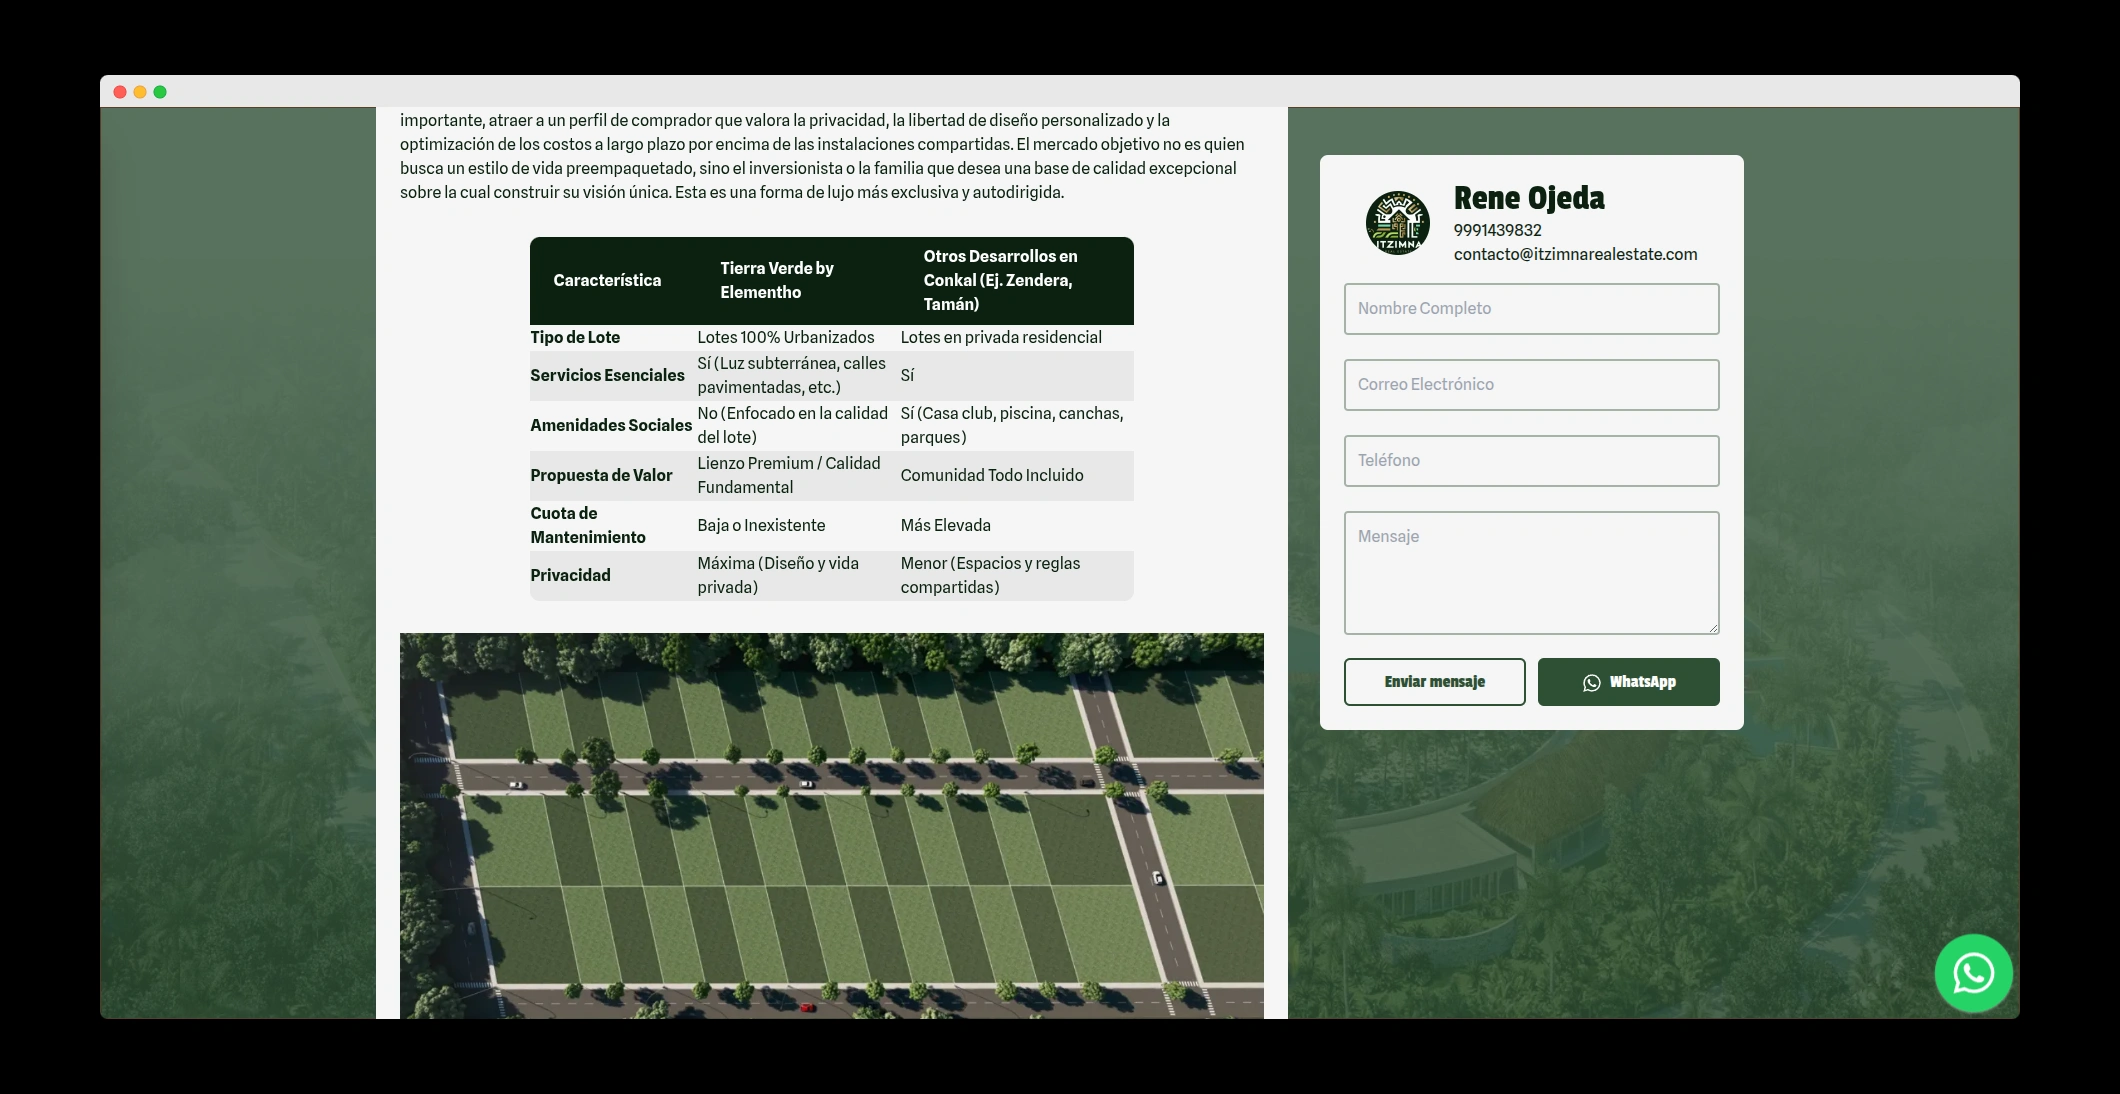 importante, atraer a un perfil de comprador que valora la privacidad, la libertad de diseño personalizado y la
optimización de los costos a largo plazo por encima de las instalaciones compartidas. El mercado objetivo no es quien
busca un estilo de vida preempaquetado, sino el inversionista o la familia que desea una base de calidad excepcional
sobre la cual construir su visión única. Esta es una forma de lujo más exclusiva y autodirigida.
Característica
Tierra Verde by
Elementho
Otros Desarrollos en
Conkal (Ej. Zendera,
Tamán)
Tipo de Lote
Lotes 100% Urbanizados
Lotes en privada residencial
Servicios Esenciales
Sí (Luz subterránea, calles
pavimentadas, etc.)
Sí
Amenidades Sociales
No (Enfocado en la calidad
del lote)
Sí (Casa club, piscina, canchas,
parques)
Propuesta de Valor
Lienzo Premium / Calidad
Fundamental
Comunidad Todo Incluido
Cuota de
Mantenimiento
Baja o Inexistente
Más Elevada
Privacidad
Máxima (Diseño y vida
privada)
Menor (Espacios y reglas
compartidas)
ITZIMNA
Rene Ojeda
9991439832
contacto@itzimnarealestate.com
Nombre Completo
Correo Electrónico
Teléfono
Mensaje
Enviar mensaje
WhatsApp